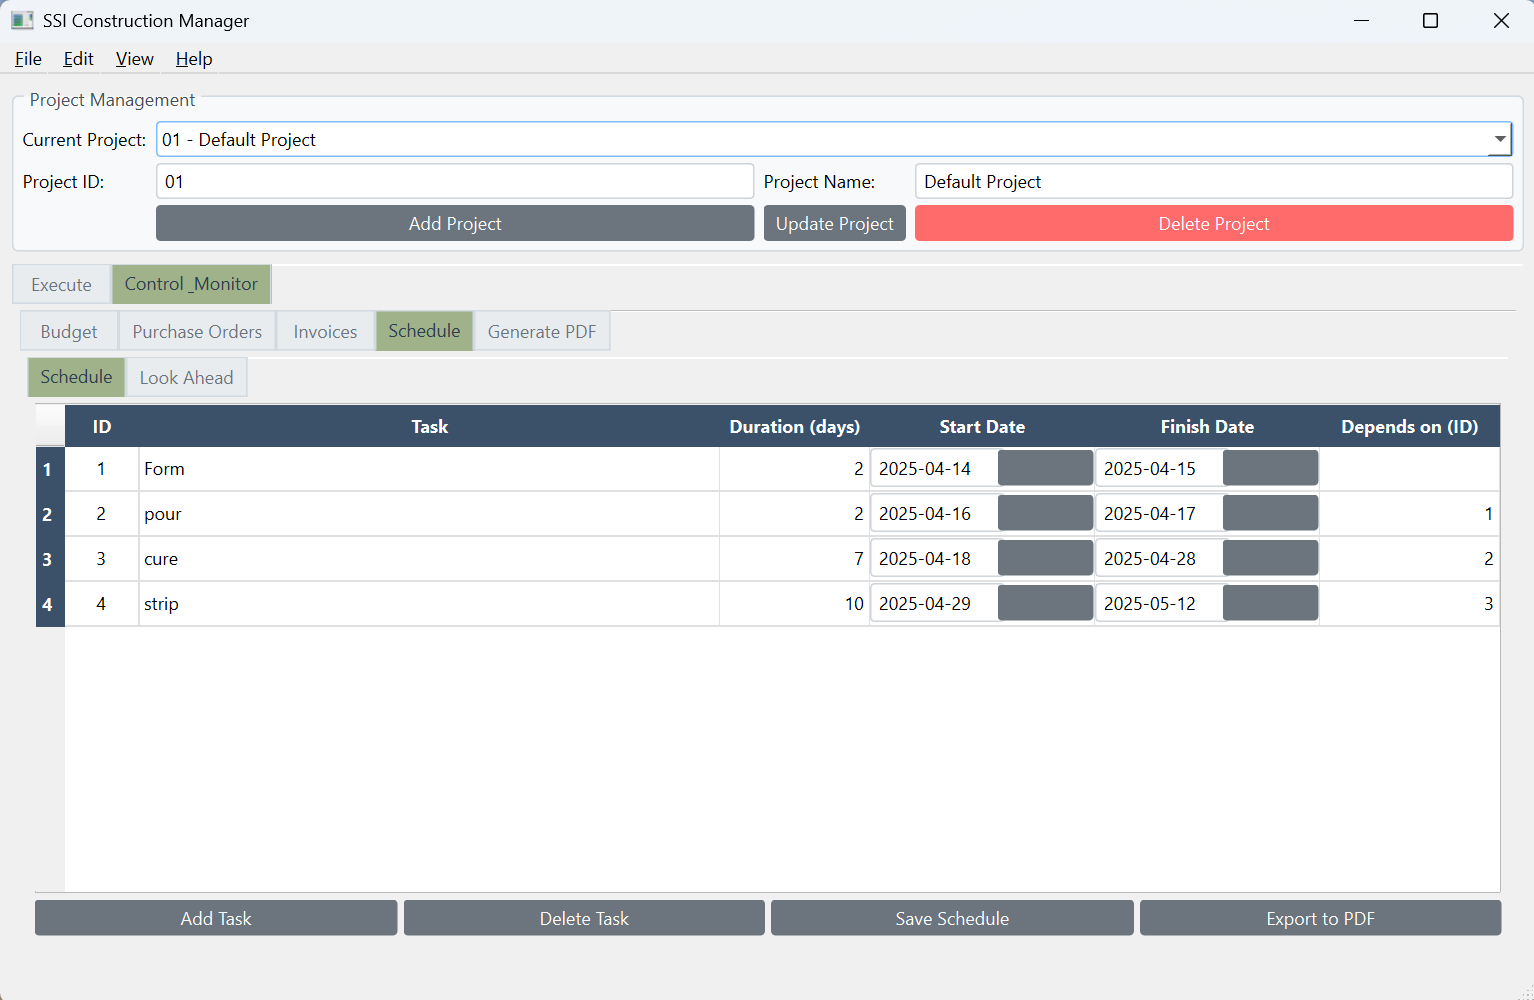 SSI Construction Manager
File Edit View Help
Project Management
Current Project: 01 - Default Project
Project ID: 01 Project Name: Default Project
Add Project Update Project Delete Project
Execute Control _Monitor
Budget Purchase Orders Invoices Schedule Generate PDF
Schedule Look Ahead
ID Task Duration (days) Start Date Finish Date Depends on (ID)
1 1 Form 2 2025-04-14 2025-04-15
2 2 pour 2 2025-04-16 2025-04-17 1
3 3 cure 7 2025-04-18 2025-04-28 2
4 4 strip 10 2025-04-29 2025-05-12 3
Add Task Delete Task Save Schedule Export to PDF